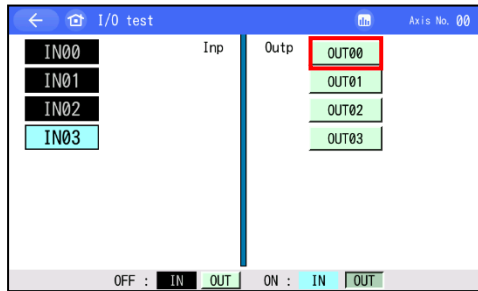 I/O test Axis No. 00
Inp Outp
IN00 OUT00
IN01 OUT01
IN02 OUT02
IN03 OUT03
OFF : IN OUT ON : IN OUT